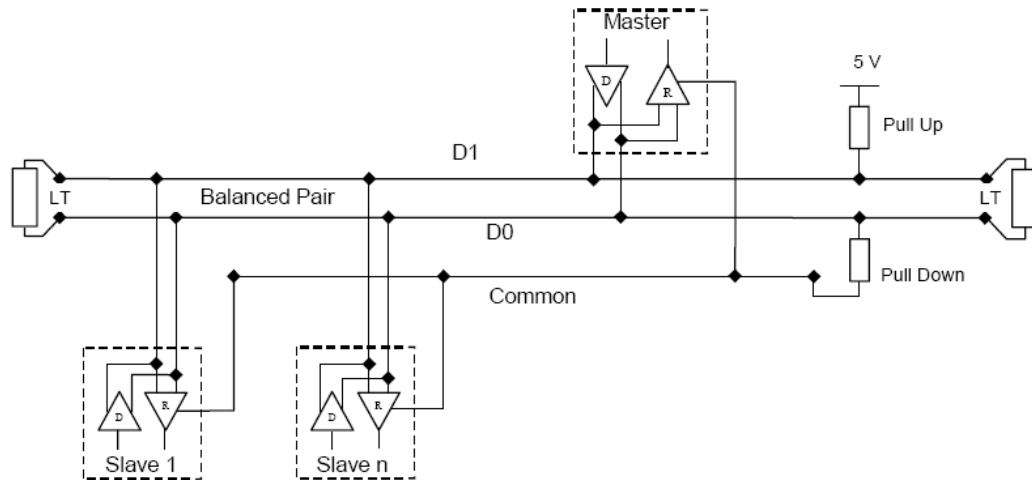 Master
D
R
5 V
Pull Up
D1
LT
Balanced Pair
LT
D0
Pull Down
Common
D
R
D
R
Slave 1
Slave n